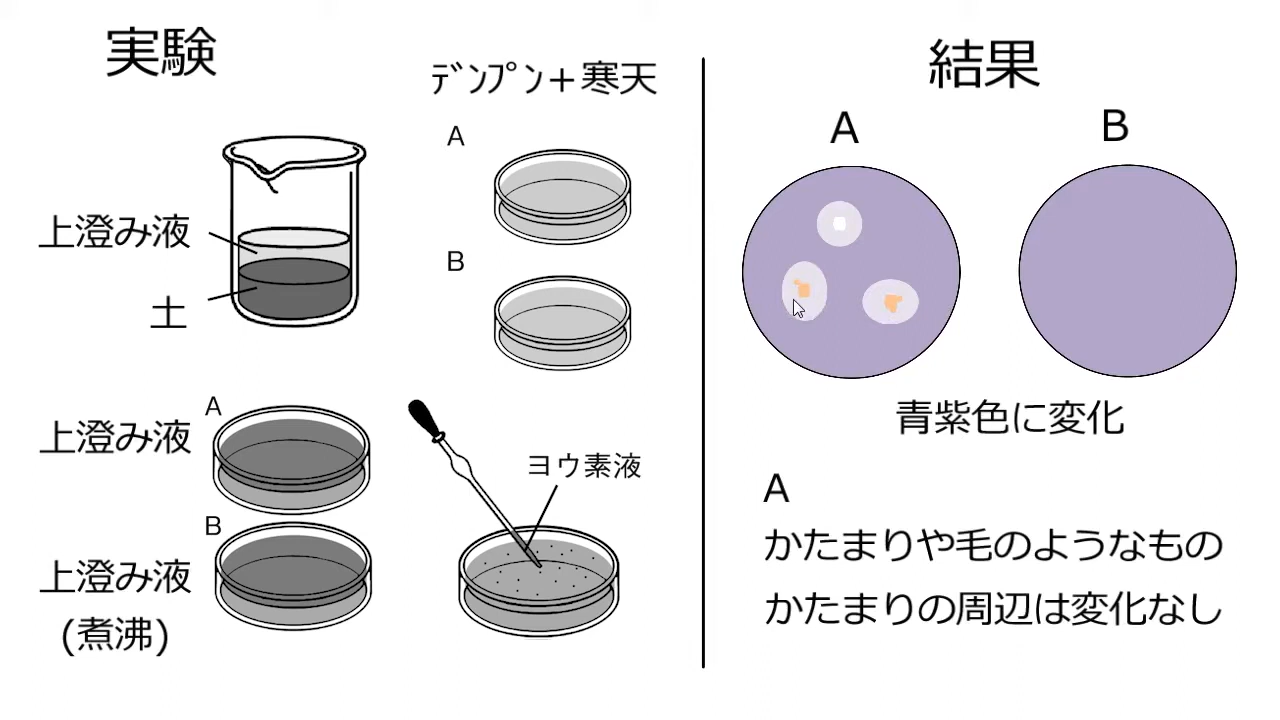 実験
ﾃﾞﾝﾌﾟﾝ＋寒天
A
B
上澄み液
土
A
上澄み液
B
上澄み液
(煮沸)
ヨウ素液
結果
A
B
青紫色に変化
A
かたまりや毛のようなもの
かたまりの周辺は変化なし